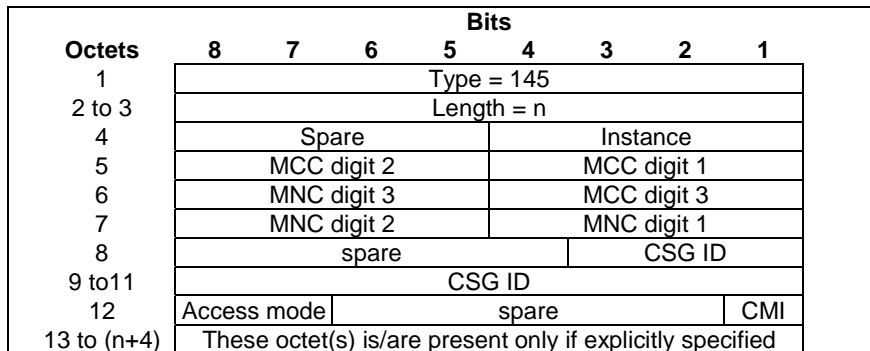 Bits
Octets 8 7 6 5 4 3 2 1
1 Type = 145
2 to 3 Length = n
4 Spare Instance
5 MCC digit 2 MCC digit 1
6 MNC digit 3 MCC digit 3
7 MNC digit 2 MNC digit 1
8 spare CSG ID
9 to11 CSG ID
12 Access mode spare CMI
13 to (n+4) These octet(s) is/are present only if explicitly specified